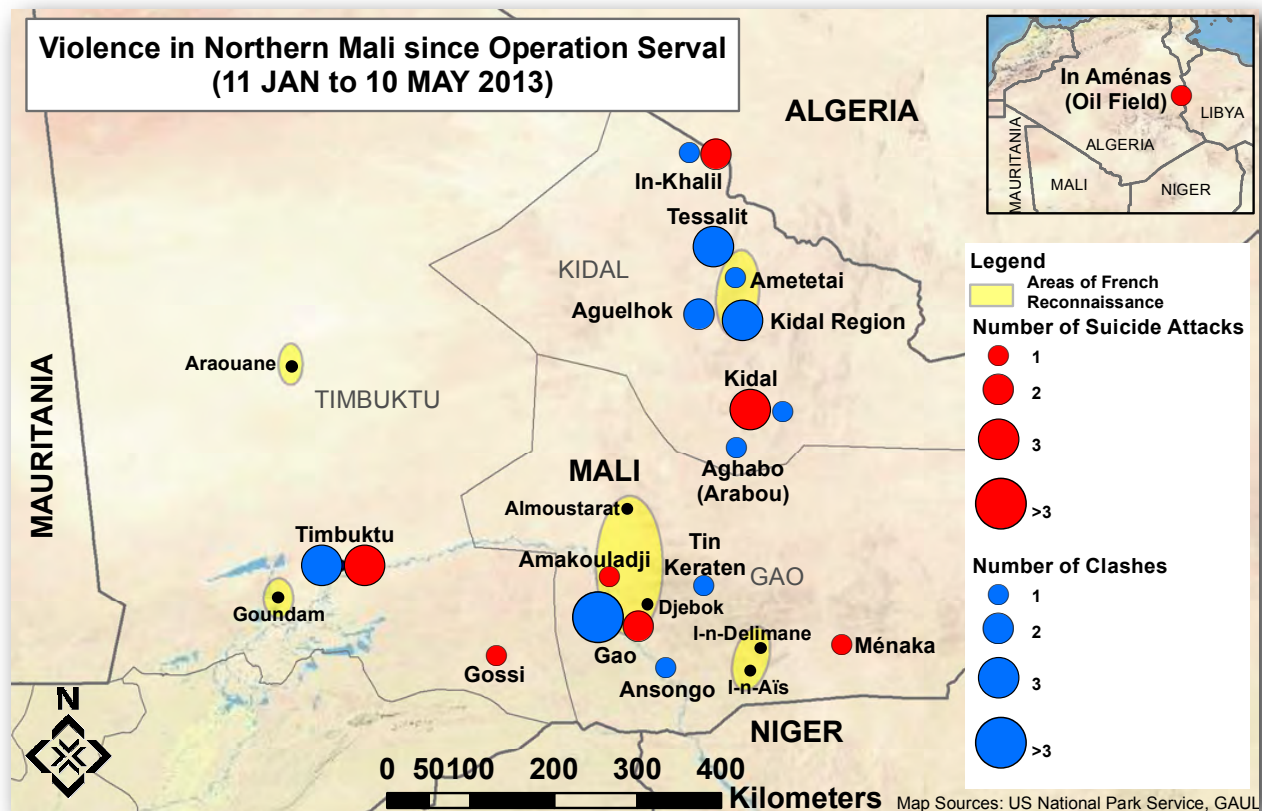 Violence in Northern Mali since Operation Serval
(11 JAN to 10 MAY 2013)
ALGERIA
In Aménas
(Oil Field)
LIBYA
ALGERIA
MAURITANIA
MALI
NIGER
In-Khalil
Tessalit
KIDAL
Ametetai
Aguelhok
Kidal Region
Araouane
TIMBUKTU
MAURITANIA
Kidal
MALI
Aghabo
(Arabou)
Almoustarat
Timbuktu
Amakouladji
Tin
Keraten
GAO
Goundam
Djebok
I-n-Delimane
Gao
Ménaka
Gossi
Ansongo
I-n-Aïs
NIGER
N
0 50 100 200 300 400
Kilometers
Legend
Areas of French
Reconnaissance
Number of Suicide Attacks
1
2
3
>3
Number of Clashes
1
2
3
>3
Map Sources: US National Park Service, GAUL